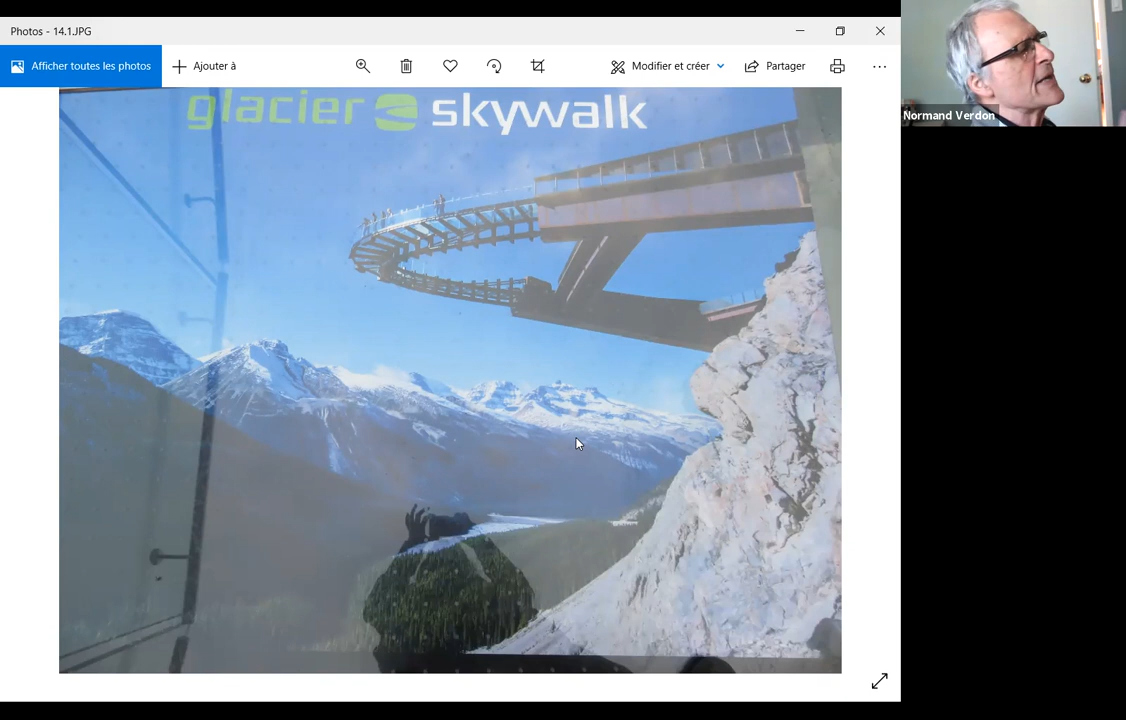 Photos - 14.1.JPG
Afficher toutes les photos
Ajouter à
Modifier et créer
Partager
glacier skywalk
Normand Verdon